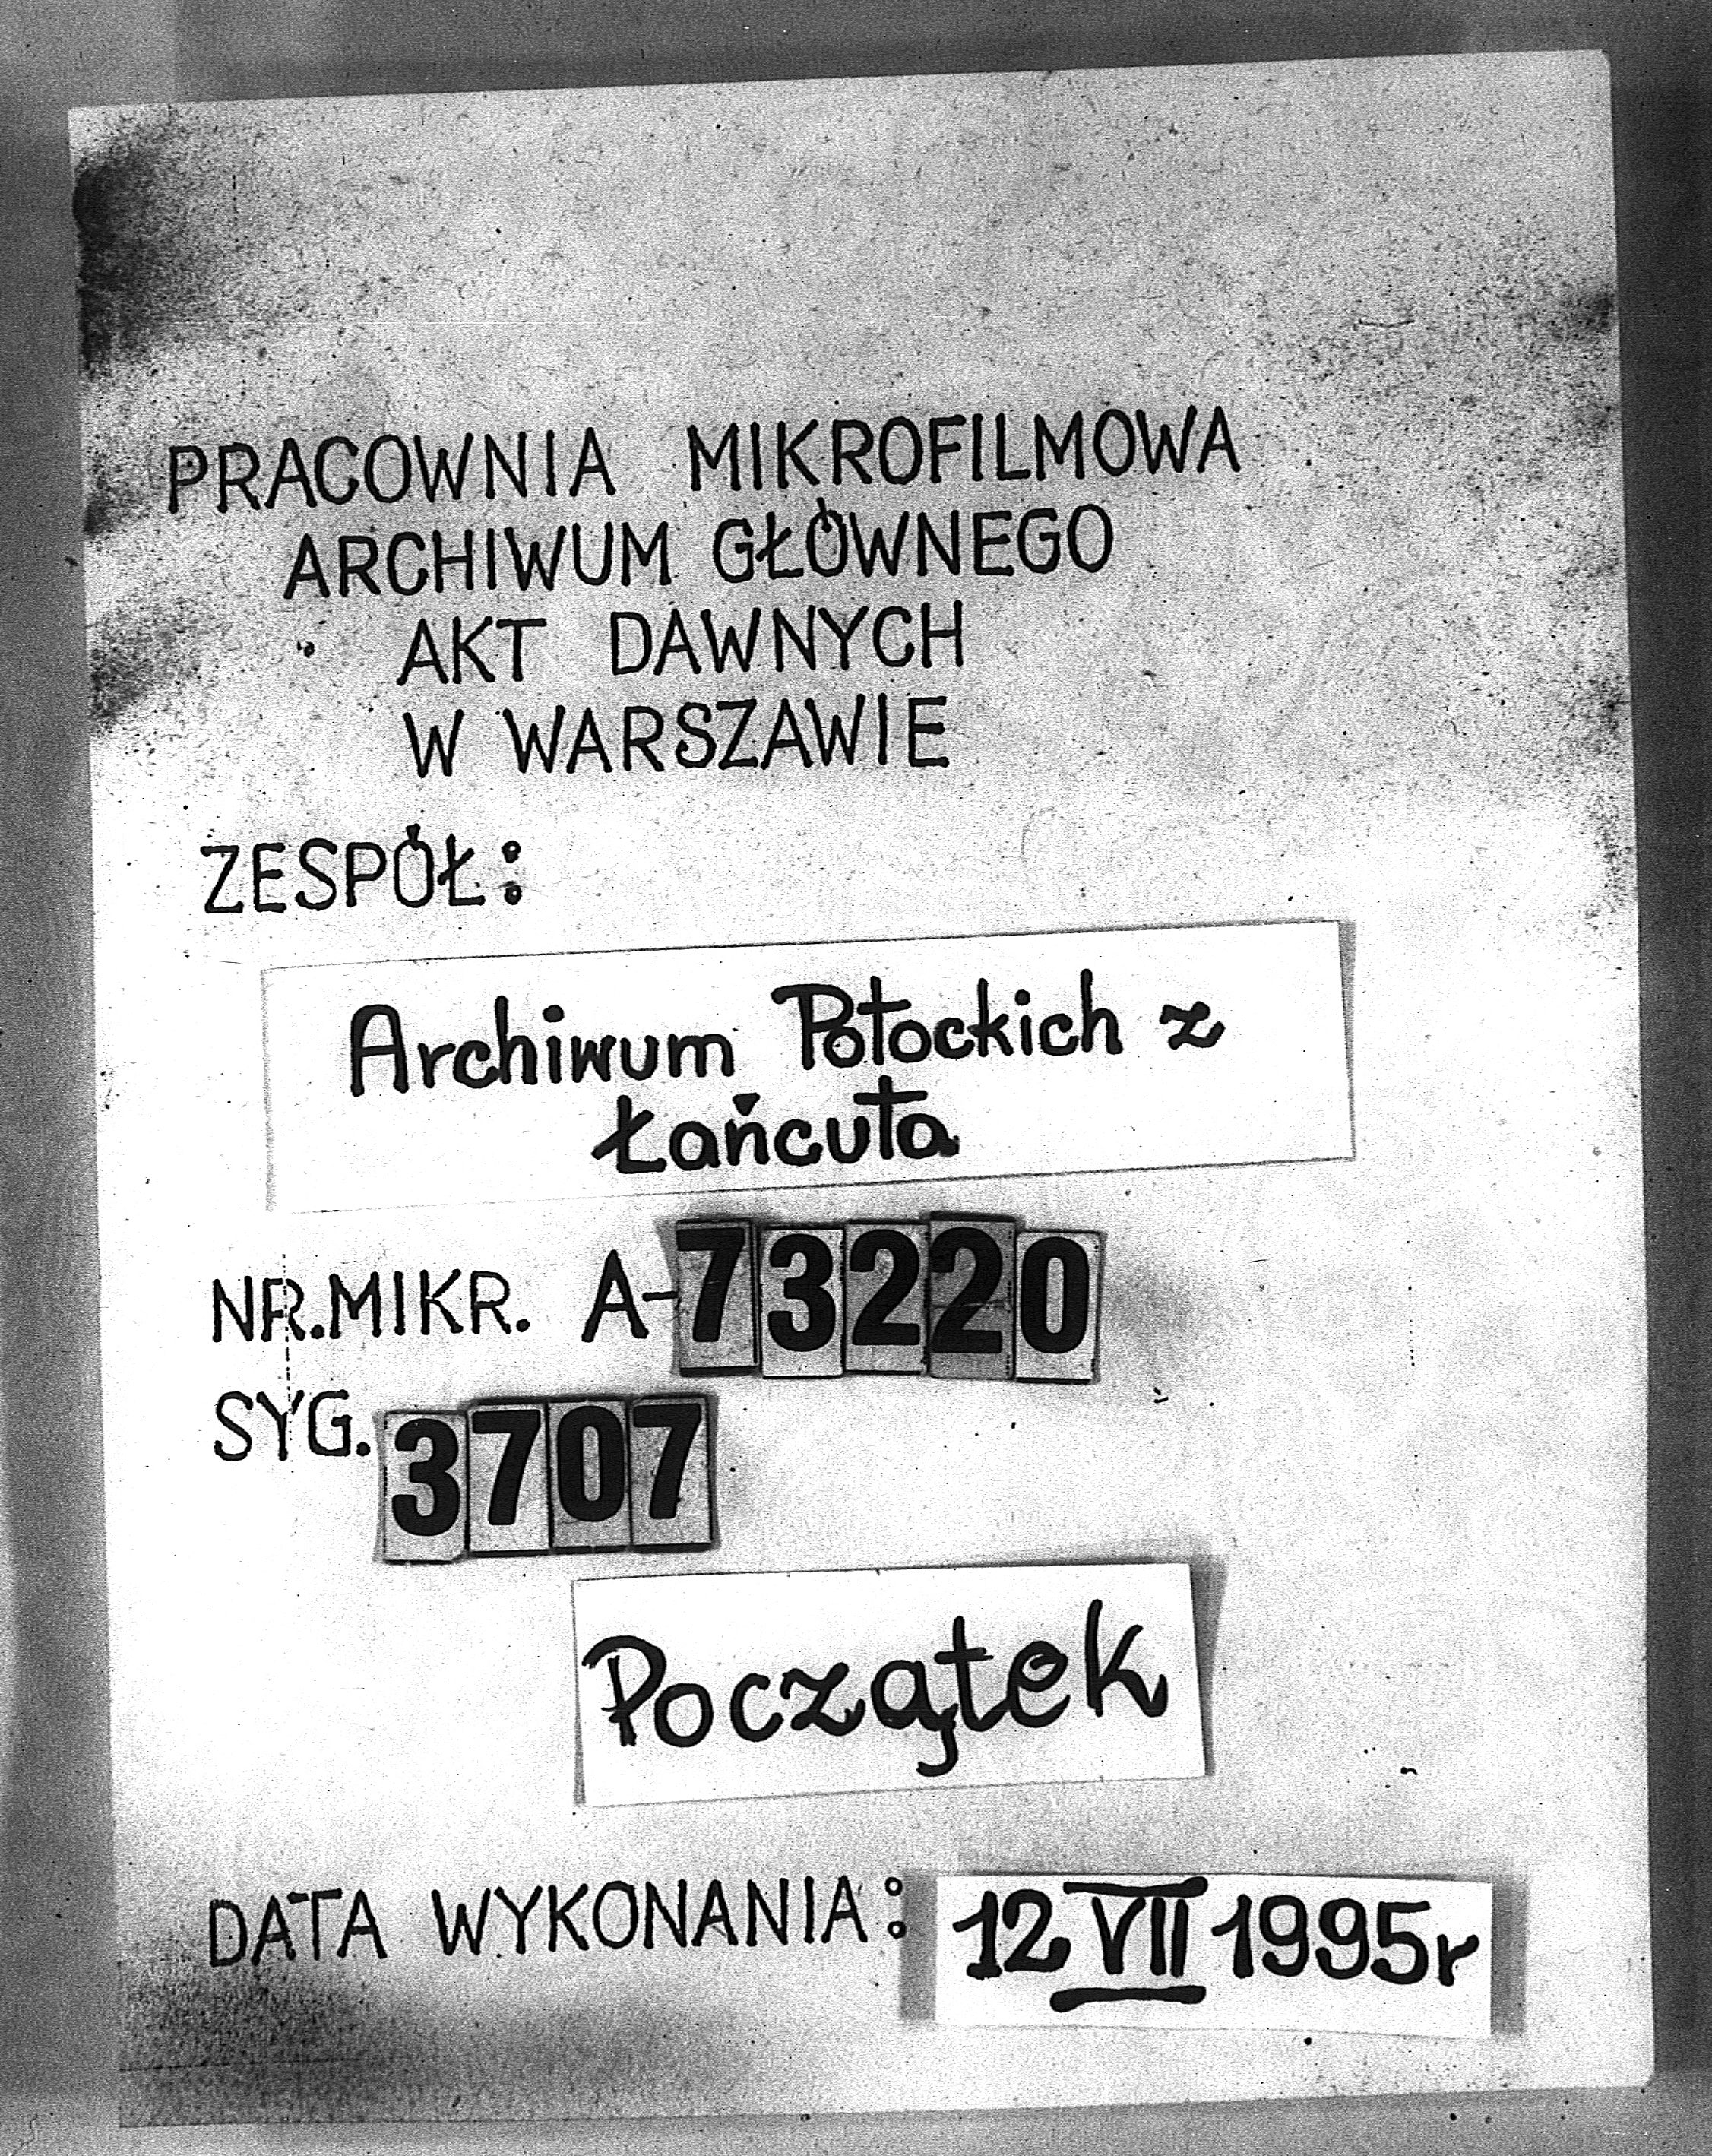 PRACOWNIA MIKROFILMOWA
ARCHIWUM GŁÓWNEGO
AKT DAWNYCH
W WARSZAWIE
ZESPÓŁ:
Archiwum Potockich z
Łańcuta
NR.MIKR. A-73220
SYG. 3707
Początek
DATA WYKONANIA: 12 VII 1995r